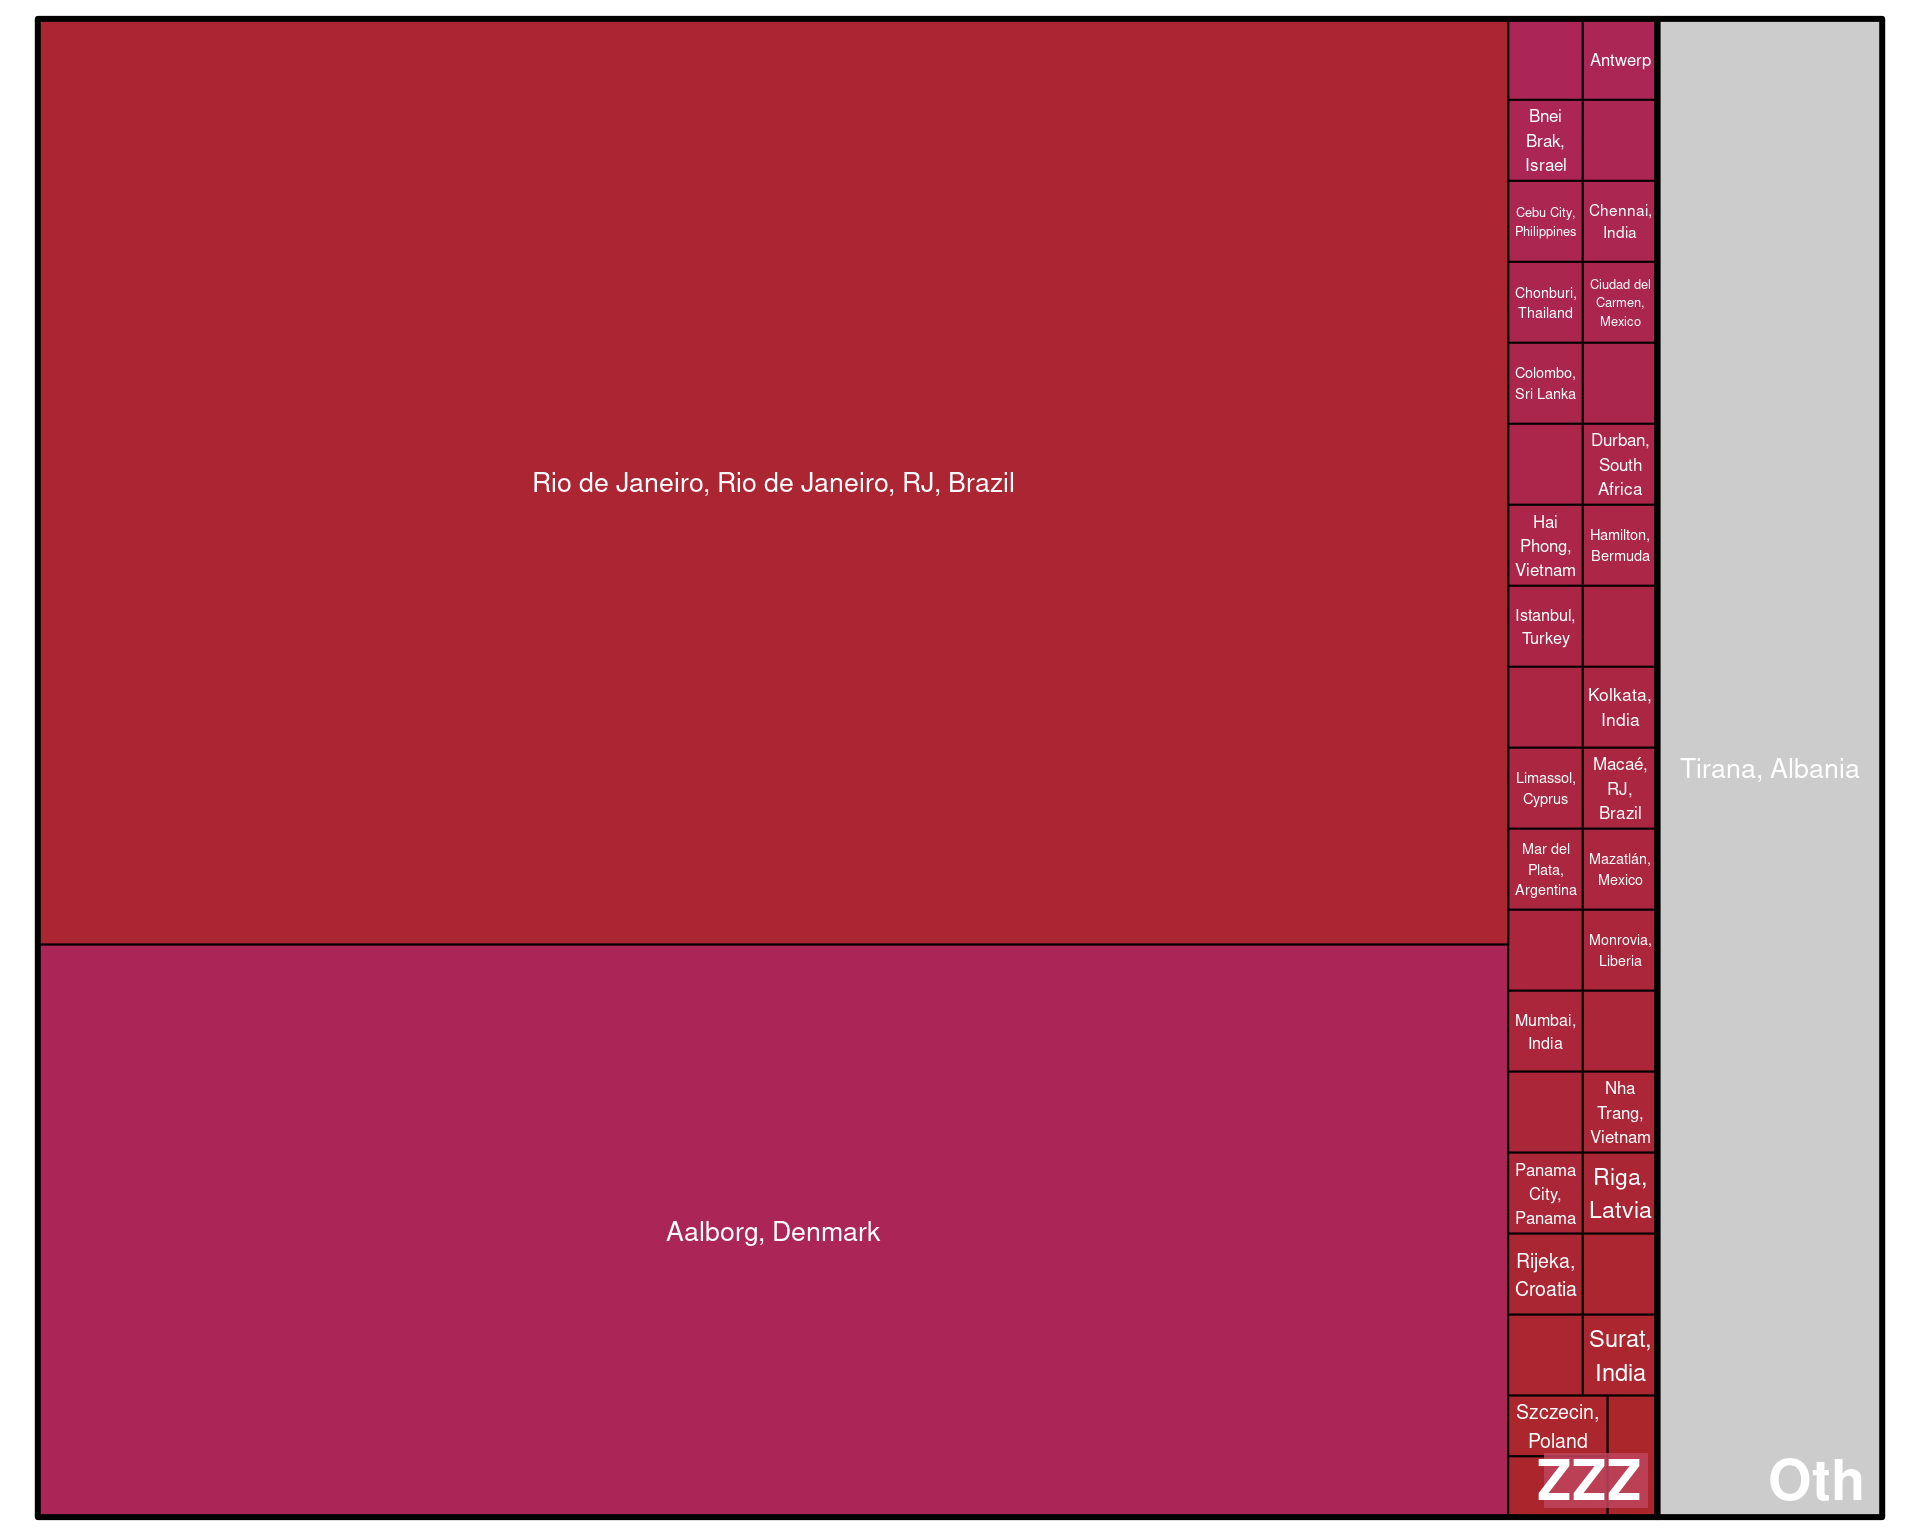 Rio de Janeiro, Rio de Janeiro, RJ, Brazil
Aalborg, Denmark
Antwerp
Bnei
Brak,
Israel
Cebu City,
Philippines
Chennai,
India
Chonburi,
Thailand
Ciudad del
Carmen,
Mexico
Colombo,
Sri Lanka
Durban,
South
Africa
Hai
Phong,
Vietnam
Hamilton,
Bermuda
Istanbul,
Turkey
Kolkata,
India
Limassol,
Cyprus
Macaé,
RJ,
Brazil
Mar del
Plata,
Argentina
Mazatlán,
Mexico
Monrovia,
Liberia
Mumbai,
India
Nha
Trang,
Vietnam
Panama
City,
Panama
Riga,
Latvia
Rijeka,
Croatia
Surat,
India
Szczecin,
Poland
ZZZ
Tirana, Albania
Oth